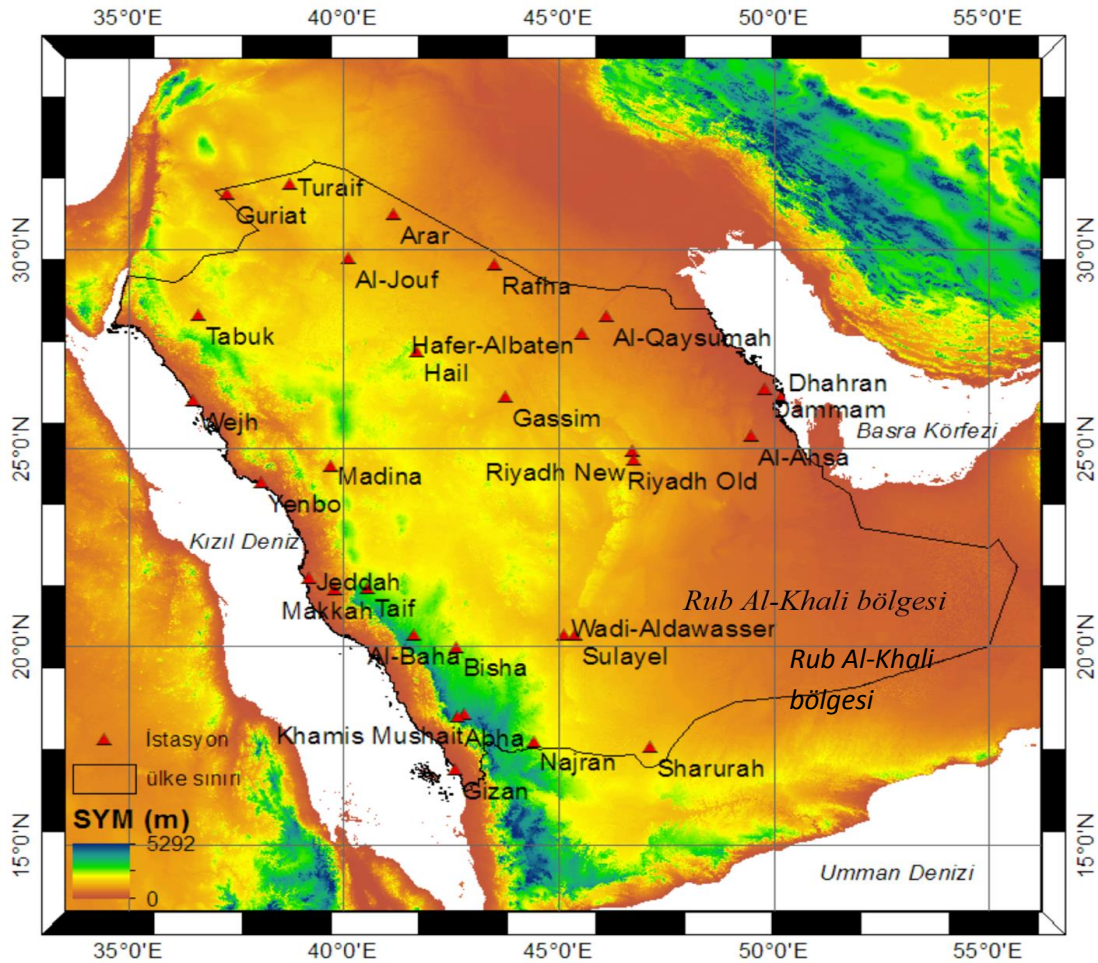 35°0'E 40°0'E 45°0'E 50°0'E 55°0'E
Turaif
Guriat
Arar
30°0'N 30°0'N
Al-Jouf
Rafha
Tabuk
Al-Qaysumah
Hafer-Albaten
Hail
Dhahran
Dammam
Wejh
Gassim
Basra Körfezi
25°0'N 25°0'N
Al-Ahsa
Madina
Riyadh New
Riyadh Old
Yenbo
Kızıl Deniz
Jeddah
Makkah
Taif
Rub Al-Khali bölgesi
Wadi-Aldawasser
20°0'N 20°0'N
Al-Baha
Bisha
Sulayel
Rub Al-Khali
bölgesi
Khamis Mushait
Abha
İstasyon
Najran
Sharurah
ülke sınırı
Gizan
SYM (m)
5292
15°0'N 15°0'N
Umman Denizi
0
35°0'E 40°0'E 45°0'E 50°0'E 55°0'E